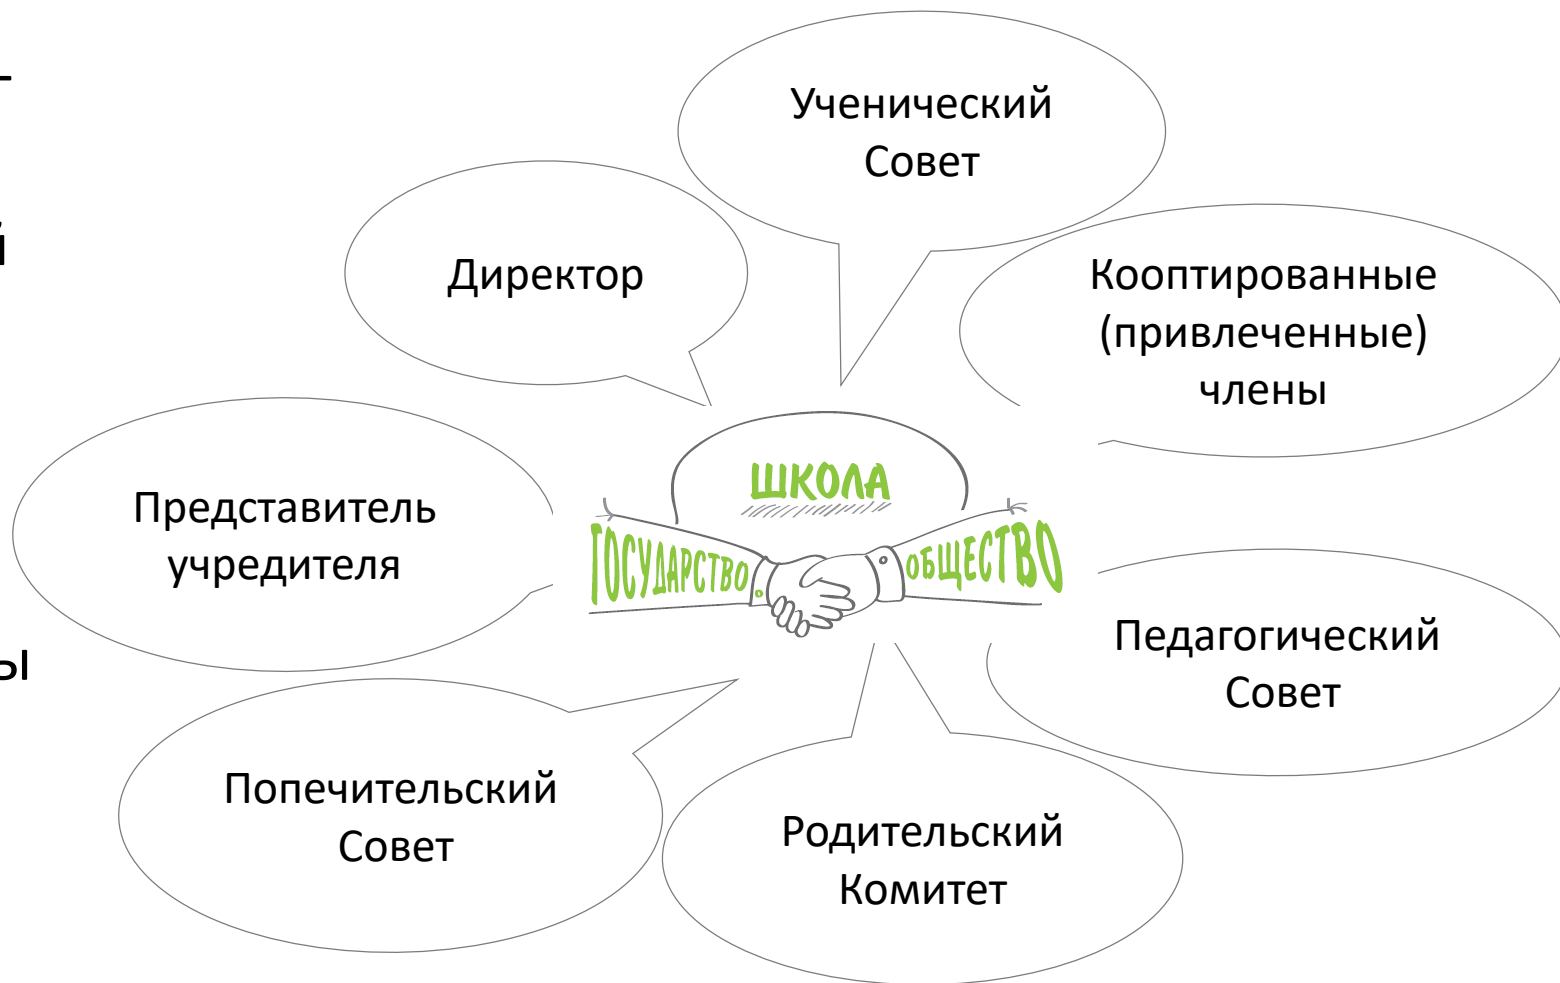 Ученический
Совет
Директор
Кооптированные
(привлеченные)
члены
ШКОЛА
ГОСУДАРСТВО
ОБЩЕСТВО
Представитель
учредителя
Педагогический
Совет
Попечительский
Совет
Родительский
Комитет